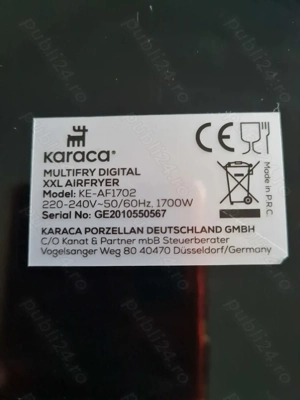 karaca
MULTIFRY DIGITAL
XXL AIRFRYER
Model: KE-AF1702
220-240V~50/60Hz, 1700W
Serial No: GE2010550567
KARACA PORZELLAN DEUTSCHLAND GMBH
C/O Kanat & Partner mbB Steuerberater
Vogelsanger Weg 80 40470 Düsseldorf/Germany
CE
Made in P.R.C.
publi24.ro